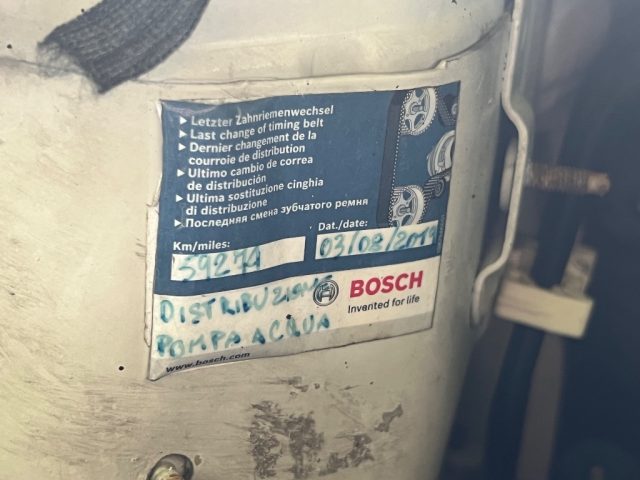 ▸ Letzter Zahnriemenwechsel
▸ Last change of timing belt
▸ Dernier changement de la
courroie de distribution
▸ Ultimo cambio de correa
de distribución
▸ Ultima sostituzione cinghia
di distribuzione
▸ Последняя смена зубчатого ремня
Km/miles:
59274
Dat./date:
03/08/2019
DISTRIBUZIONE
BOSCH
Invented for life
POMPA ACQUA
www.bosch.com